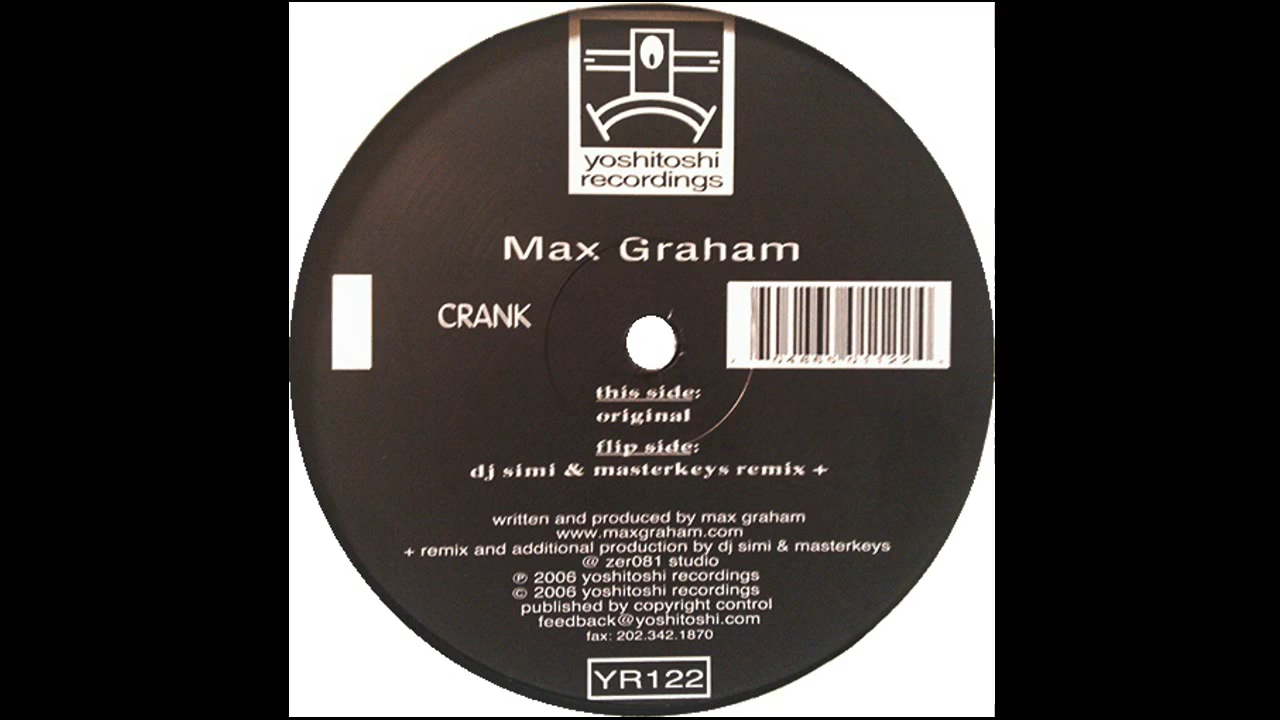 yoshitoshi
recordings
Max Graham
CRANK
this side:
original
flip side:
dj simi & masterkeys remix +
written and produced by max graham
www.maxgraham.com
+ remix and additional production by dj simi & masterkeys
@ zer081 studio
℗ 2006 yoshitoshi recordings
© 2006 yoshitoshi recordings
published by copyright control
feedback@yoshitoshi.com
fax: 202.342.1870
YR122